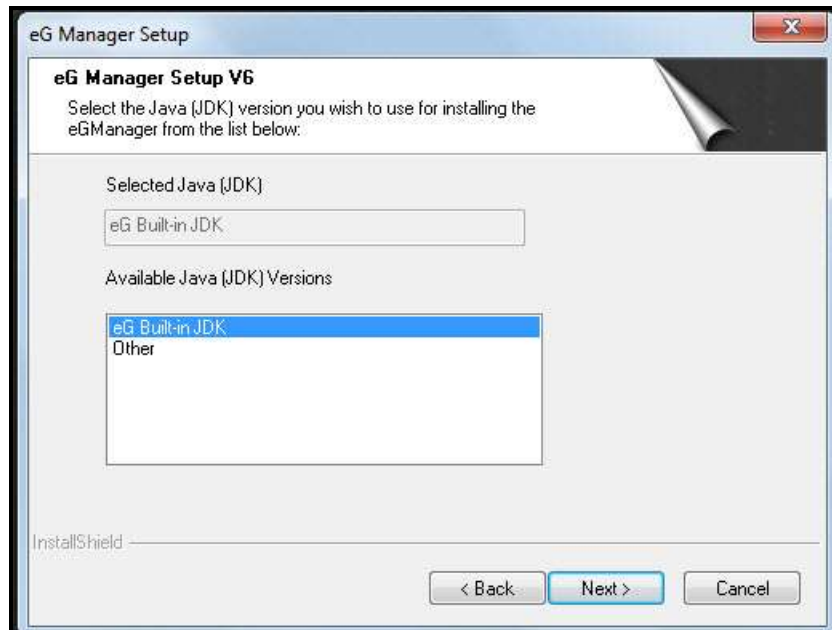 eG Manager Setup
eG Manager Setup V6
Select the Java (JDK) version you wish to use for installing the
eGManager from the list below:
Selected Java (JDK)
eG Built-in JDK
Available Java (JDK) Versions
eG Built-in JDK
Other
InstallShield
< Back
Next >
Cancel